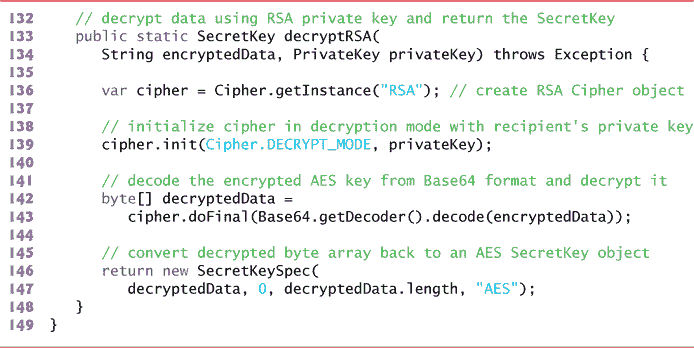 132 // decrypt data using RSA private key and return the SecretKey
133 public static SecretKey decryptRSA(
134 String encryptedData, PrivateKey privateKey) throws Exception {
135
136 var cipher = Cipher.getInstance("RSA"); // create RSA Cipher object
137
138 // initialize cipher in decryption mode with recipient's private key
139 cipher.init(Cipher.DECRYPT_MODE, privateKey);
140
141 // decode the encrypted AES key from Base64 format and decrypt it
142 byte[] decryptedData =
143 cipher.doFinal(Base64.getDecoder().decode(encryptedData));
144
145 // convert decrypted byte array back to an AES SecretKey object
146 return new SecretKeySpec(
147 decryptedData, 0, decryptedData.length, "AES");
148 }
149 }